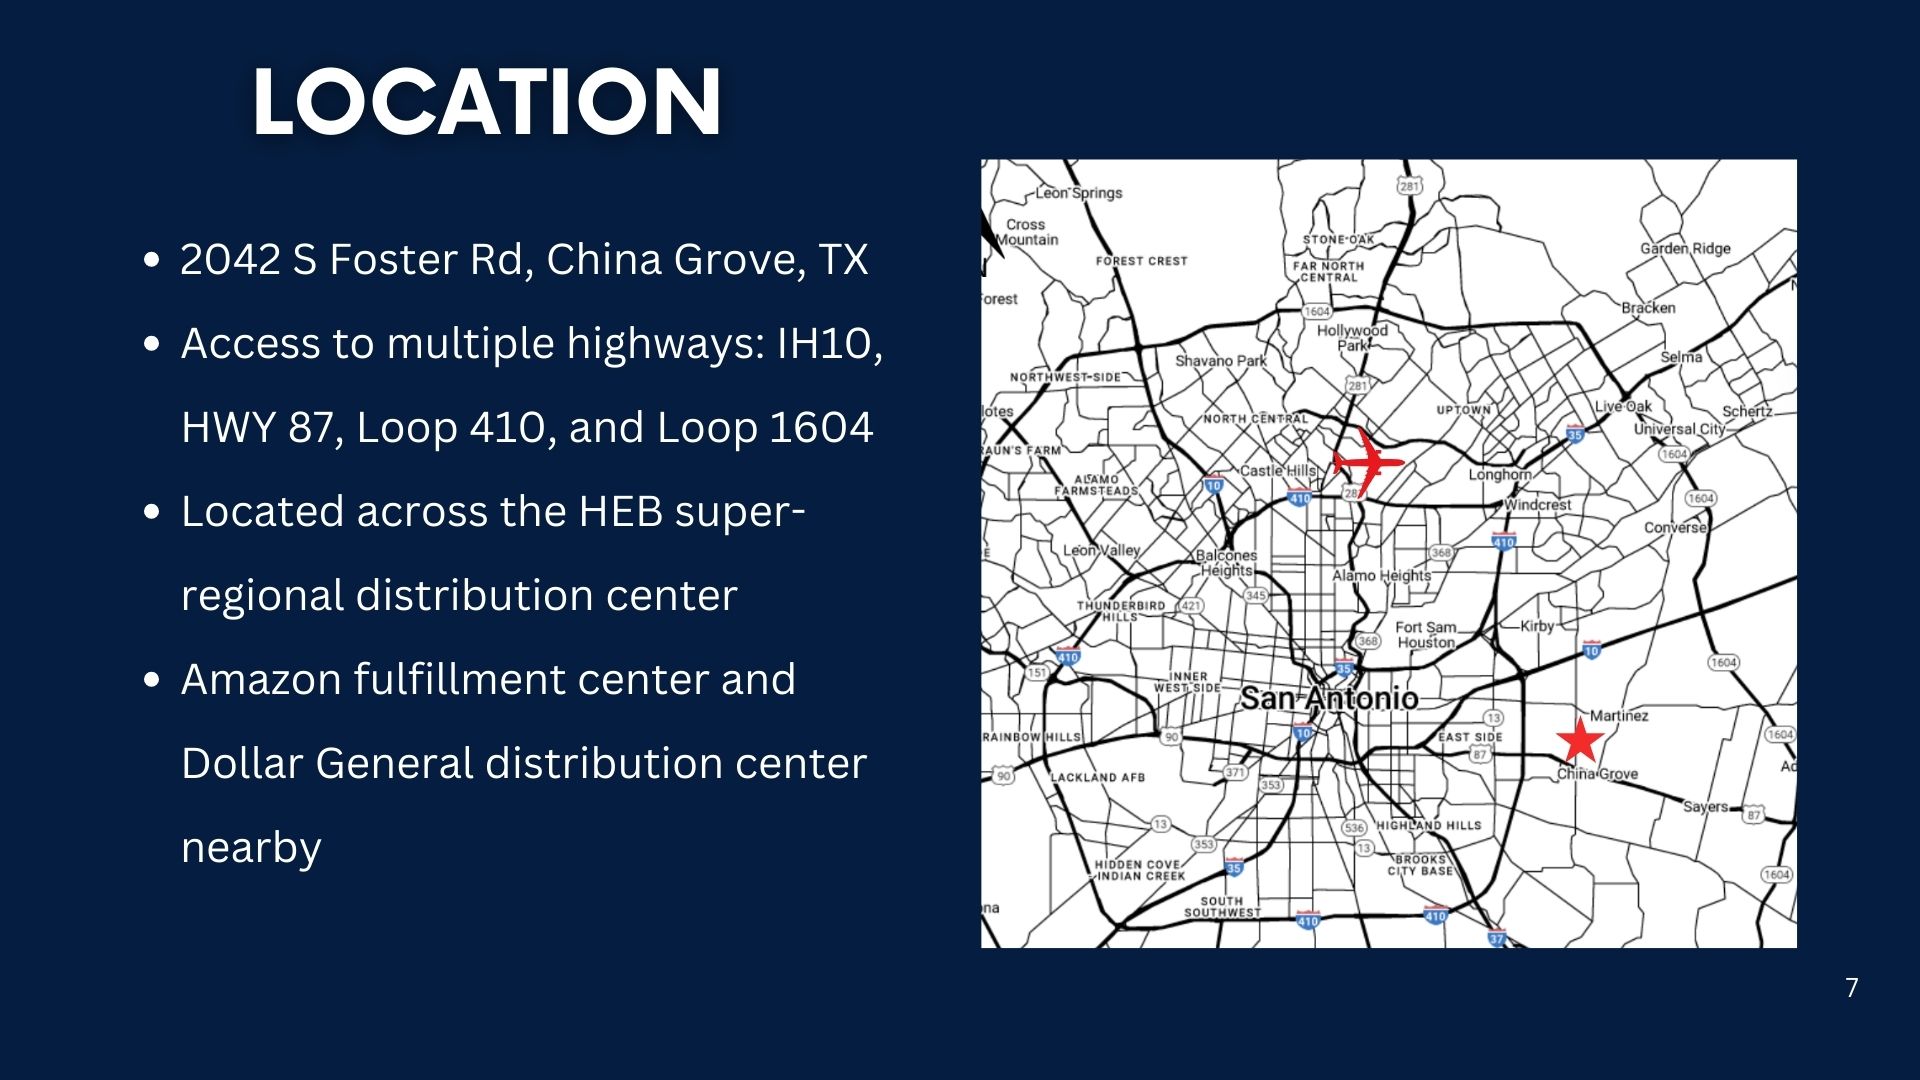 LOCATION
• 2042 S Foster Rd, China Grove, TX
• Access to multiple highways: IH10,
HWY 87, Loop 410, and Loop 1604
• Located across the HEB super-
regional distribution center
• Amazon fulfillment center and
Dollar General distribution center
nearby
281
Leon Springs
Cross
Mountain
STONE OAK
Garden Ridge
FOREST CREST
FAR NORTH
CENTRAL
orest
Bracken
1604
Hollywood
Park
Shavano Park
Selma
NORTHWEST SIDE
281
lotes
NORTH CENTRAL
UPTOWN
Live Oak
Schertz
35
Universal City
RAUN'S FARM
1604
Castle Hills
Longhorn
ALAMO
FARMSTEADS
10
410
28
1604
Windcrest
Converse
410
Leon Valley
Balcones
Heights
368
Alamo Heights
345
THUNDERBIRD
HILLS
421
Fort Sam
Houston
Kirby
368
10
410
35
1604
151
INNER
WEST SIDE
San Antonio
13
Martinez
RAINBOW HILLS
90
10
EAST SIDE
1604
87
90
LACKLAND AFB
371
353
China Grove
Ad
Sayers
87
13
536
HIGHLAND HILLS
353
13
HIDDEN COVE
- INDIAN CREEK
35
BROOKS
CITY BASE
1604
ona
SOUTH
SOUTHWEST
410
410
37
7